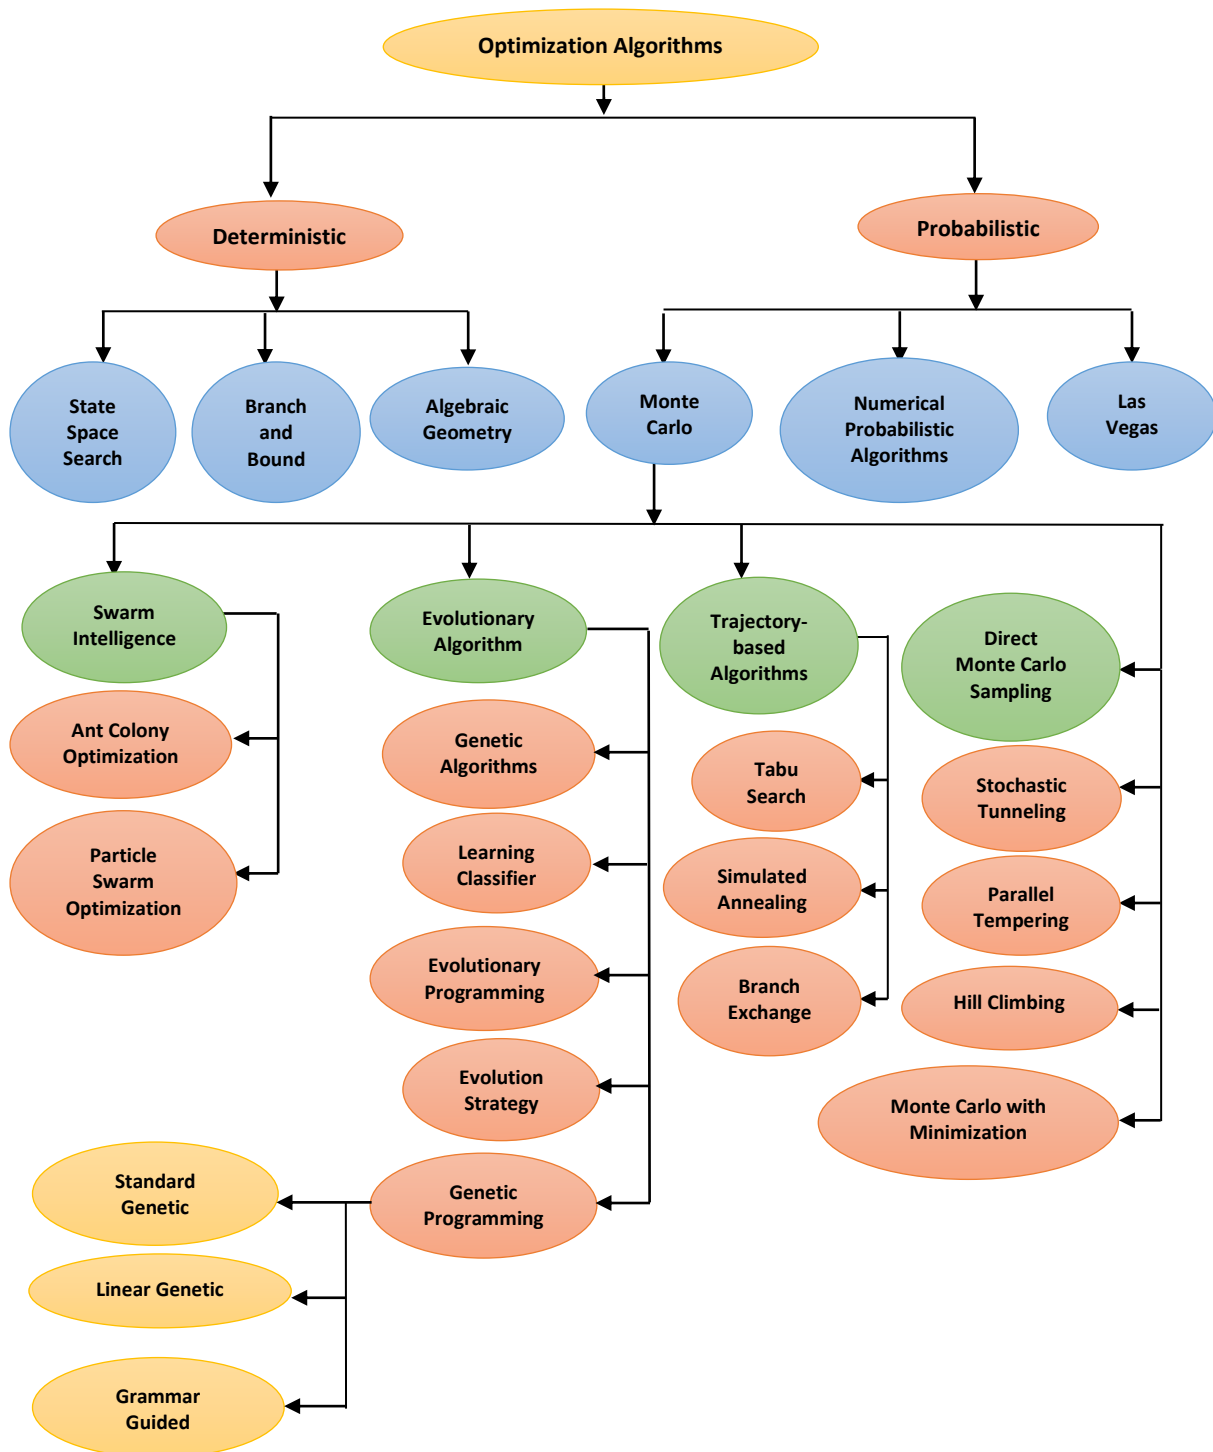 Optimization Algorithms
Deterministic
Probabilistic
State
Space
Search
Branch
and
Bound
Algebraic
Geometry
Monte
Carlo
Numerical
Probabilistic
Algorithms
Las
Vegas
Swarm
Intelligence
Ant Colony
Optimization
Particle
Swarm
Optimization
Evolutionary
Algorithm
Genetic
Algorithms
Learning
Classifier
Evolutionary
Programming
Evolution
Strategy
Genetic
Programming
Standard
Genetic
Linear Genetic
Grammar
Guided
Trajectory-
based
Algorithms
Tabu
Search
Simulated
Annealing
Branch
Exchange
Direct
Monte Carlo
Sampling
Stochastic
Tunneling
Parallel
Tempering
Hill Climbing
Monte Carlo with
Minimization